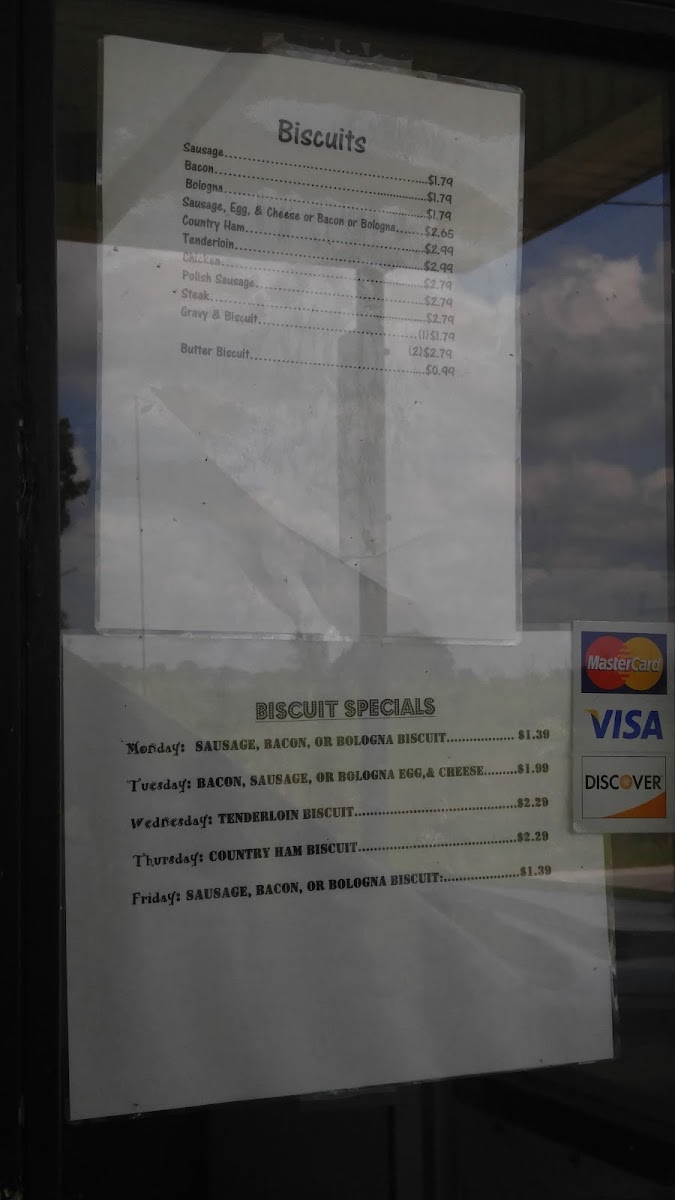 Biscuits
Sausage..............................$1.79
Bacon..............................$1.79
Bologna..............................$1.79
Sausage, Egg, & Cheese or Bacon or Bologna.......$2.65
Country Ham..............................$2.99
Tenderloin..............................$2.99
Chicken..............................$2.79
Polish Sausage..............................$2.79
Steak..............................$2.79
Gravy & Biscuit..............................(1)$1.79
(2)$2.79
Butter Biscuit..............................$0.99
BISCUIT SPECIALS
Monday: SAUSAGE, BACON, OR BOLOGNA BISCUIT.................. $1.39
Tuesday: BACON, SAUSAGE, OR BOLOGNA EGG,& CHEESE.........$1.99
Wednesday: TENDERLOIN BISCUIT..............................$2.29
Thursday: COUNTRY HAM BISCUIT..............................$2.29
Friday: SAUSAGE, BACON, OR BOLOGNA BISCUIT:....................$1.39
MasterCard
VISA
DISCOVER